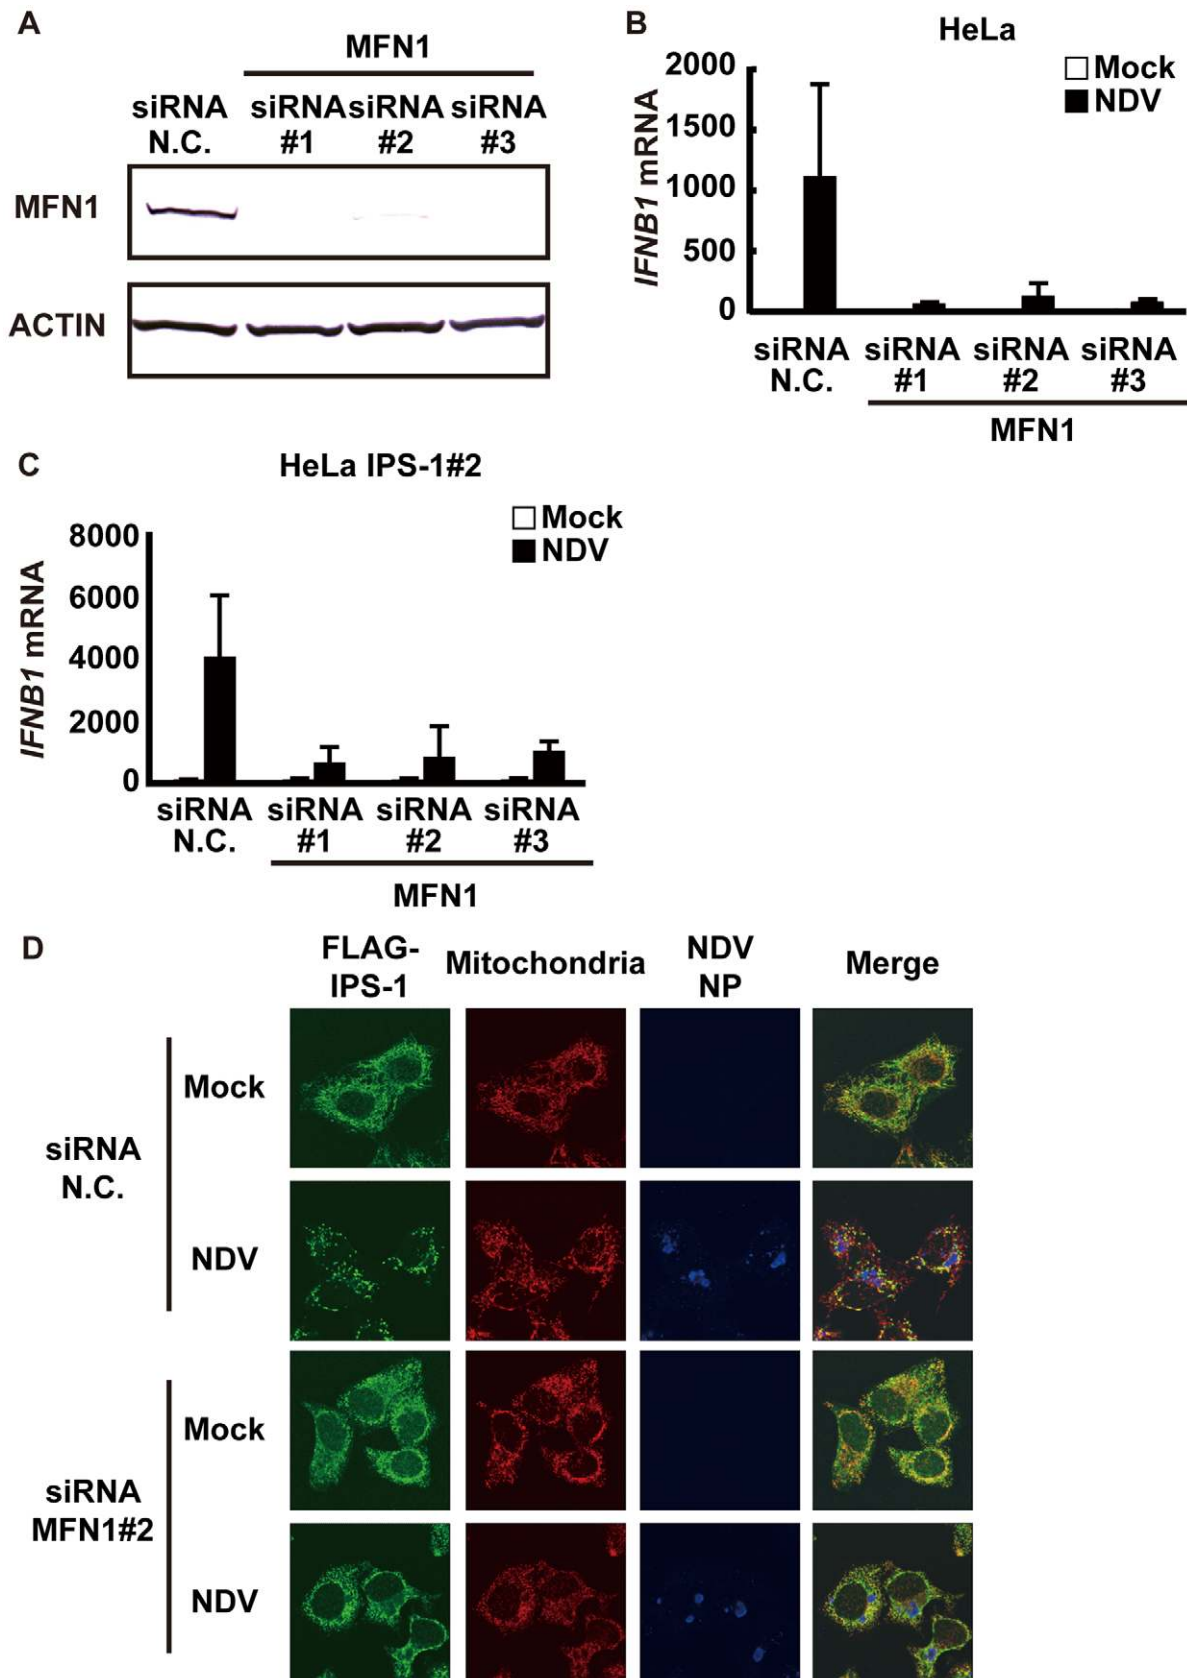 A
MFN1
siRNA N.C.
siRNA #1
siRNA #2
siRNA #3
MFN1
ACTIN
B
HeLa
Mock
NDV
IFNB1 mRNA
2000
1500
1000
500
0
siRNA N.C.
siRNA #1
siRNA #2
siRNA #3
MFN1
C
HeLa IPS-1#2
Mock
NDV
IFNB1 mRNA
8000
6000
4000
2000
0
siRNA N.C.
siRNA #1
siRNA #2
siRNA #3
MFN1
D
FLAG-
IPS-1
Mitochondria
NDV
NP
Merge
siRNA
N.C.
Mock
NDV
siRNA
MFN1#2
Mock
NDV